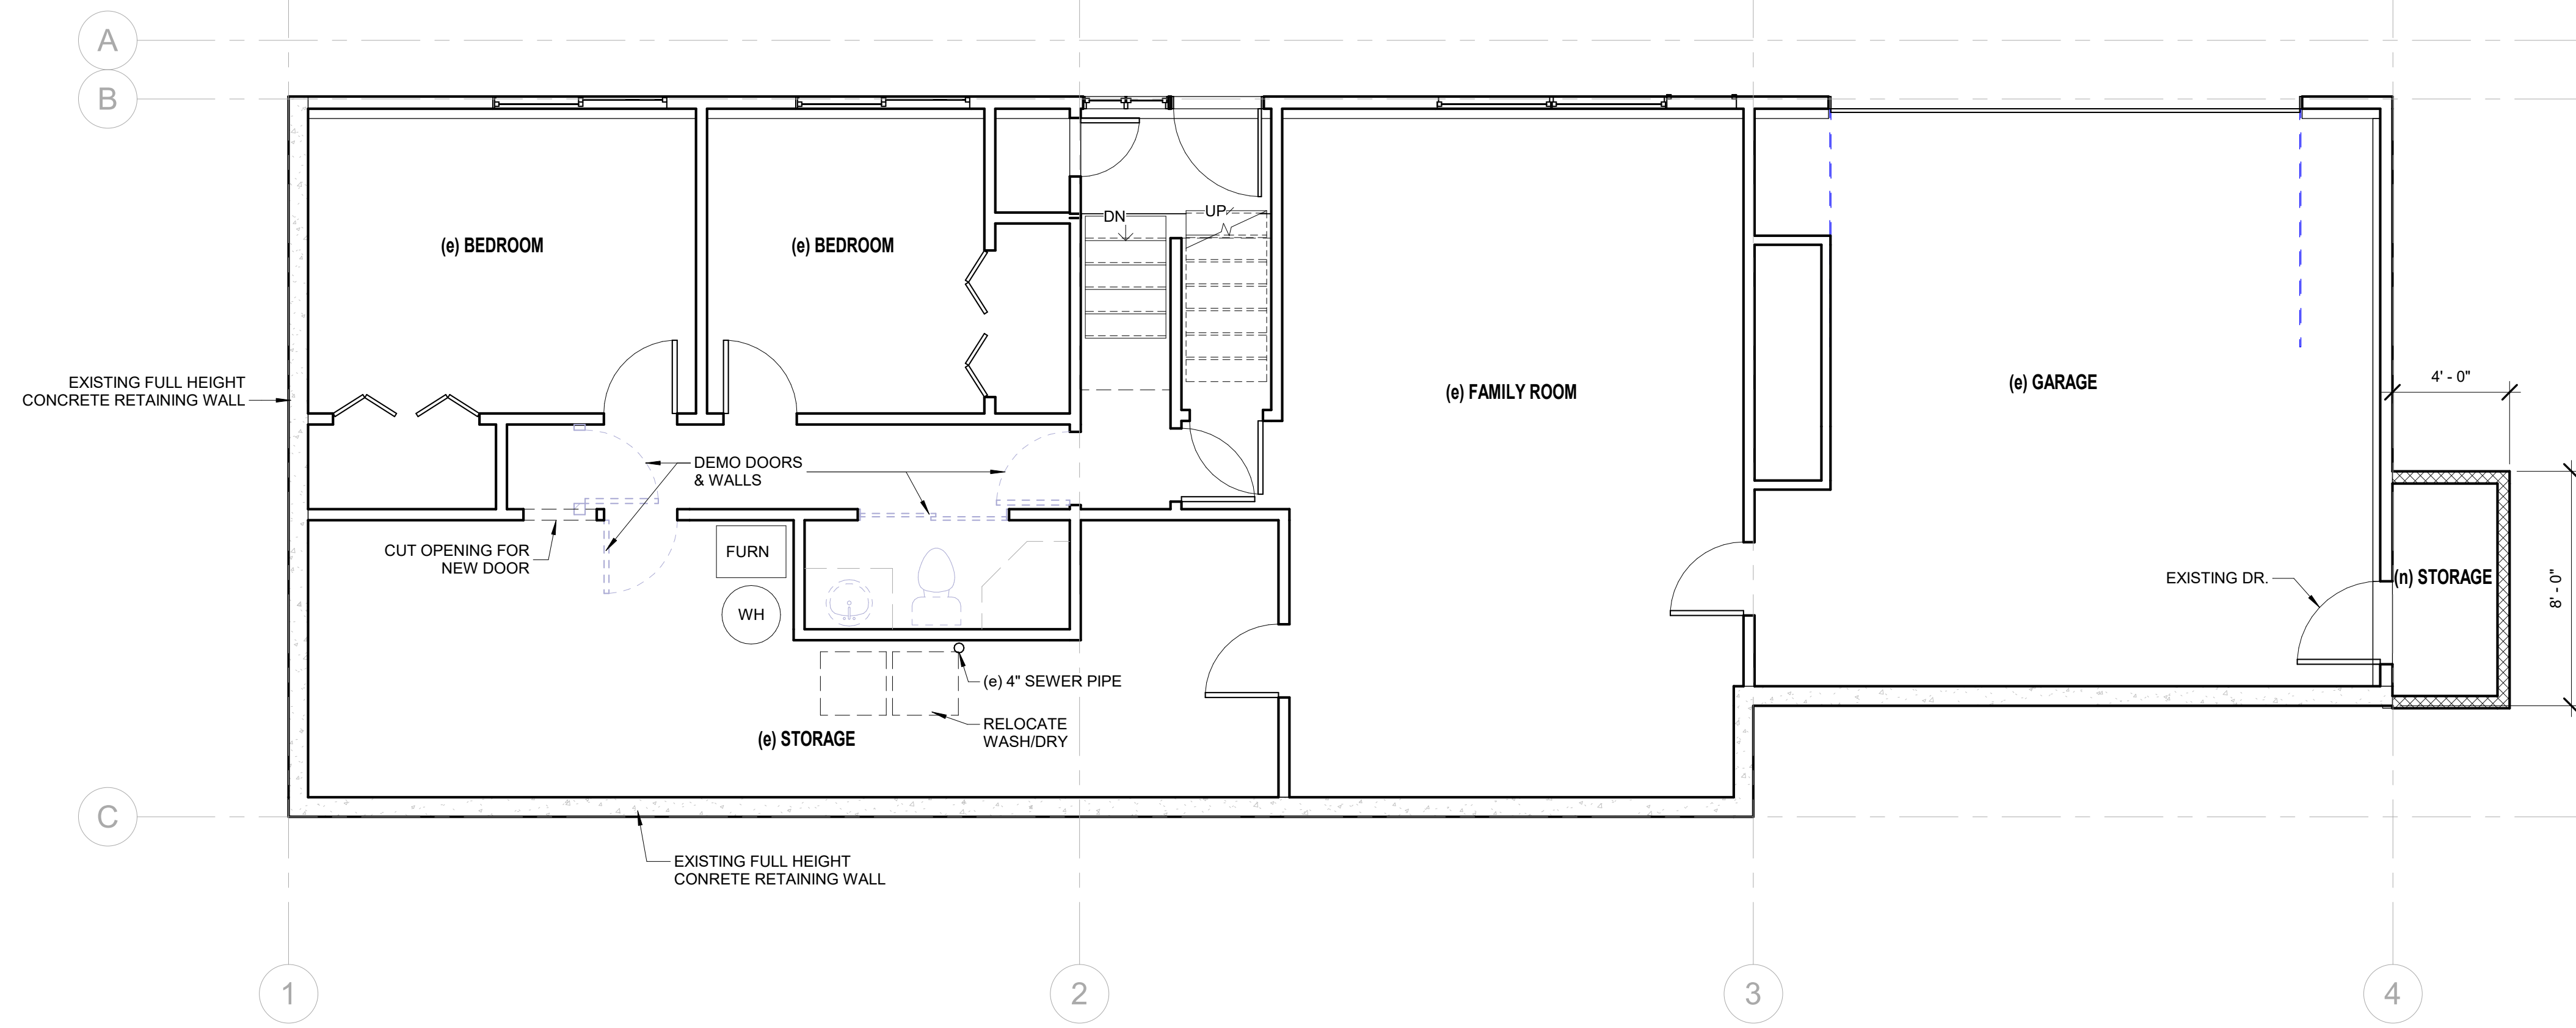 A
B
DN
UP
(e) BEDROOM
(e) BEDROOM
EXISTING FULL HEIGHT
CONCRETE RETAINING WALL
(e) FAMILY ROOM
(e) GARAGE
4' - 0"
DEMO DOORS
& WALLS
CUT OPENING FOR
NEW DOOR
FURN
WH
EXISTING DR.
(n) STORAGE
8' - 0"
(e) 4" SEWER PIPE
RELOCATE
WASH/DRY
(e) STORAGE
C
EXISTING FULL HEIGHT
CONRETE RETAINING WALL
1
2
3
4